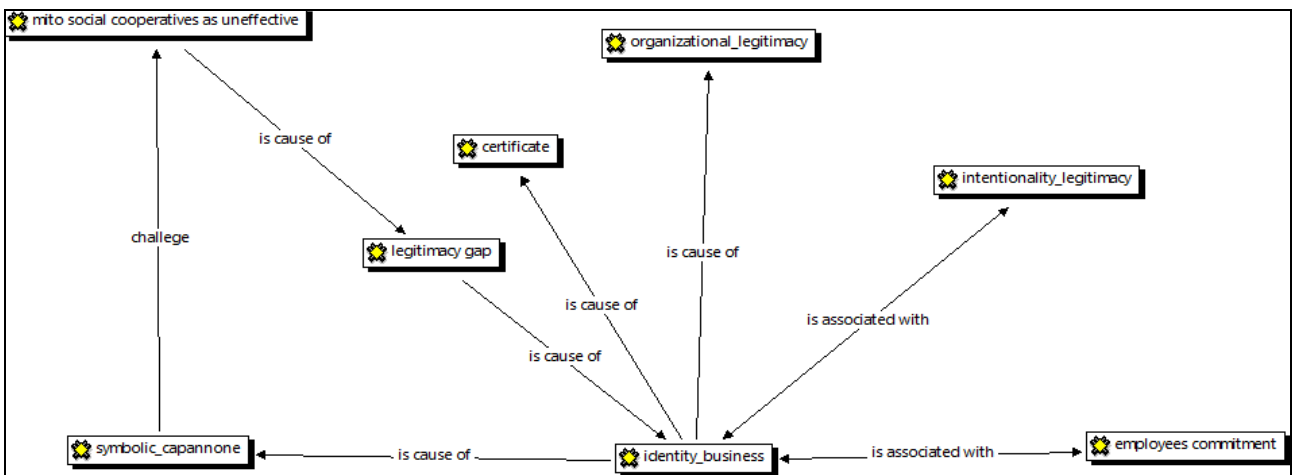 mito social cooperatives as uneffective
organizational_legitimacy
is cause of
certificate
intentionality_legitimacy
challege
legitimacy gap
is cause of
is cause of
is associated with
is cause of
symbolic_capannone
is cause of
identity_business
is associated with
employees commitment